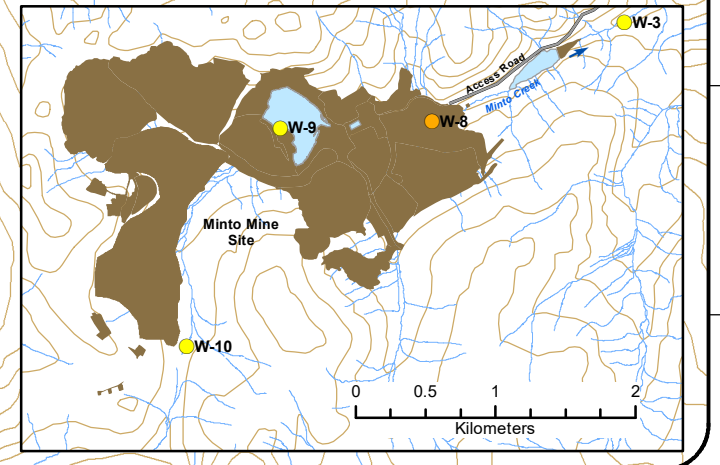 W-3
Access Road
Minto Creek
W-9
W-8
Minto Mine
Site
W-10
0 0.5 1 2
Kilometers